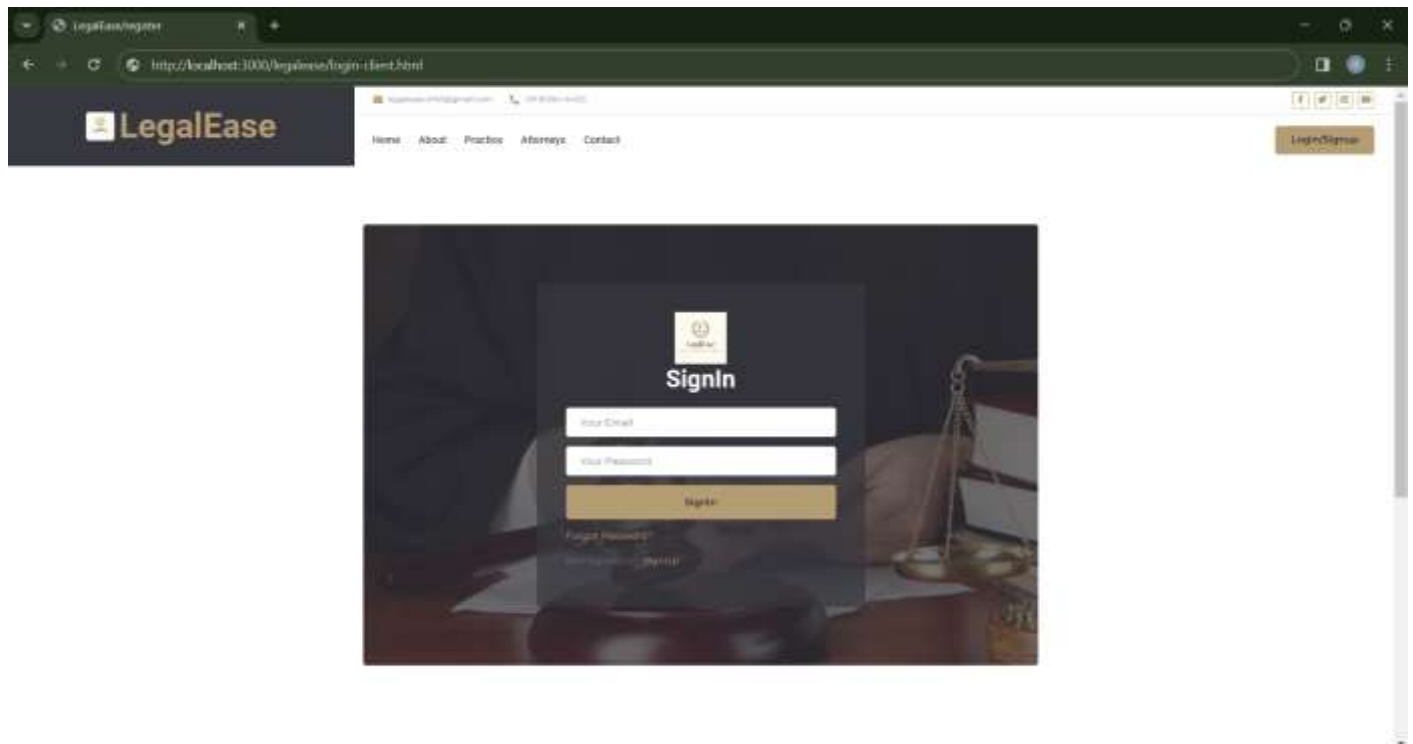 LegalEase/register
http://localhost:3000/legalease/login-client.html
LegalEase
Home About Practice Attorneys Contact
Login/Signup
SignIn
Your Email
Your Password
SignIn
Forgot Password?
SignUp